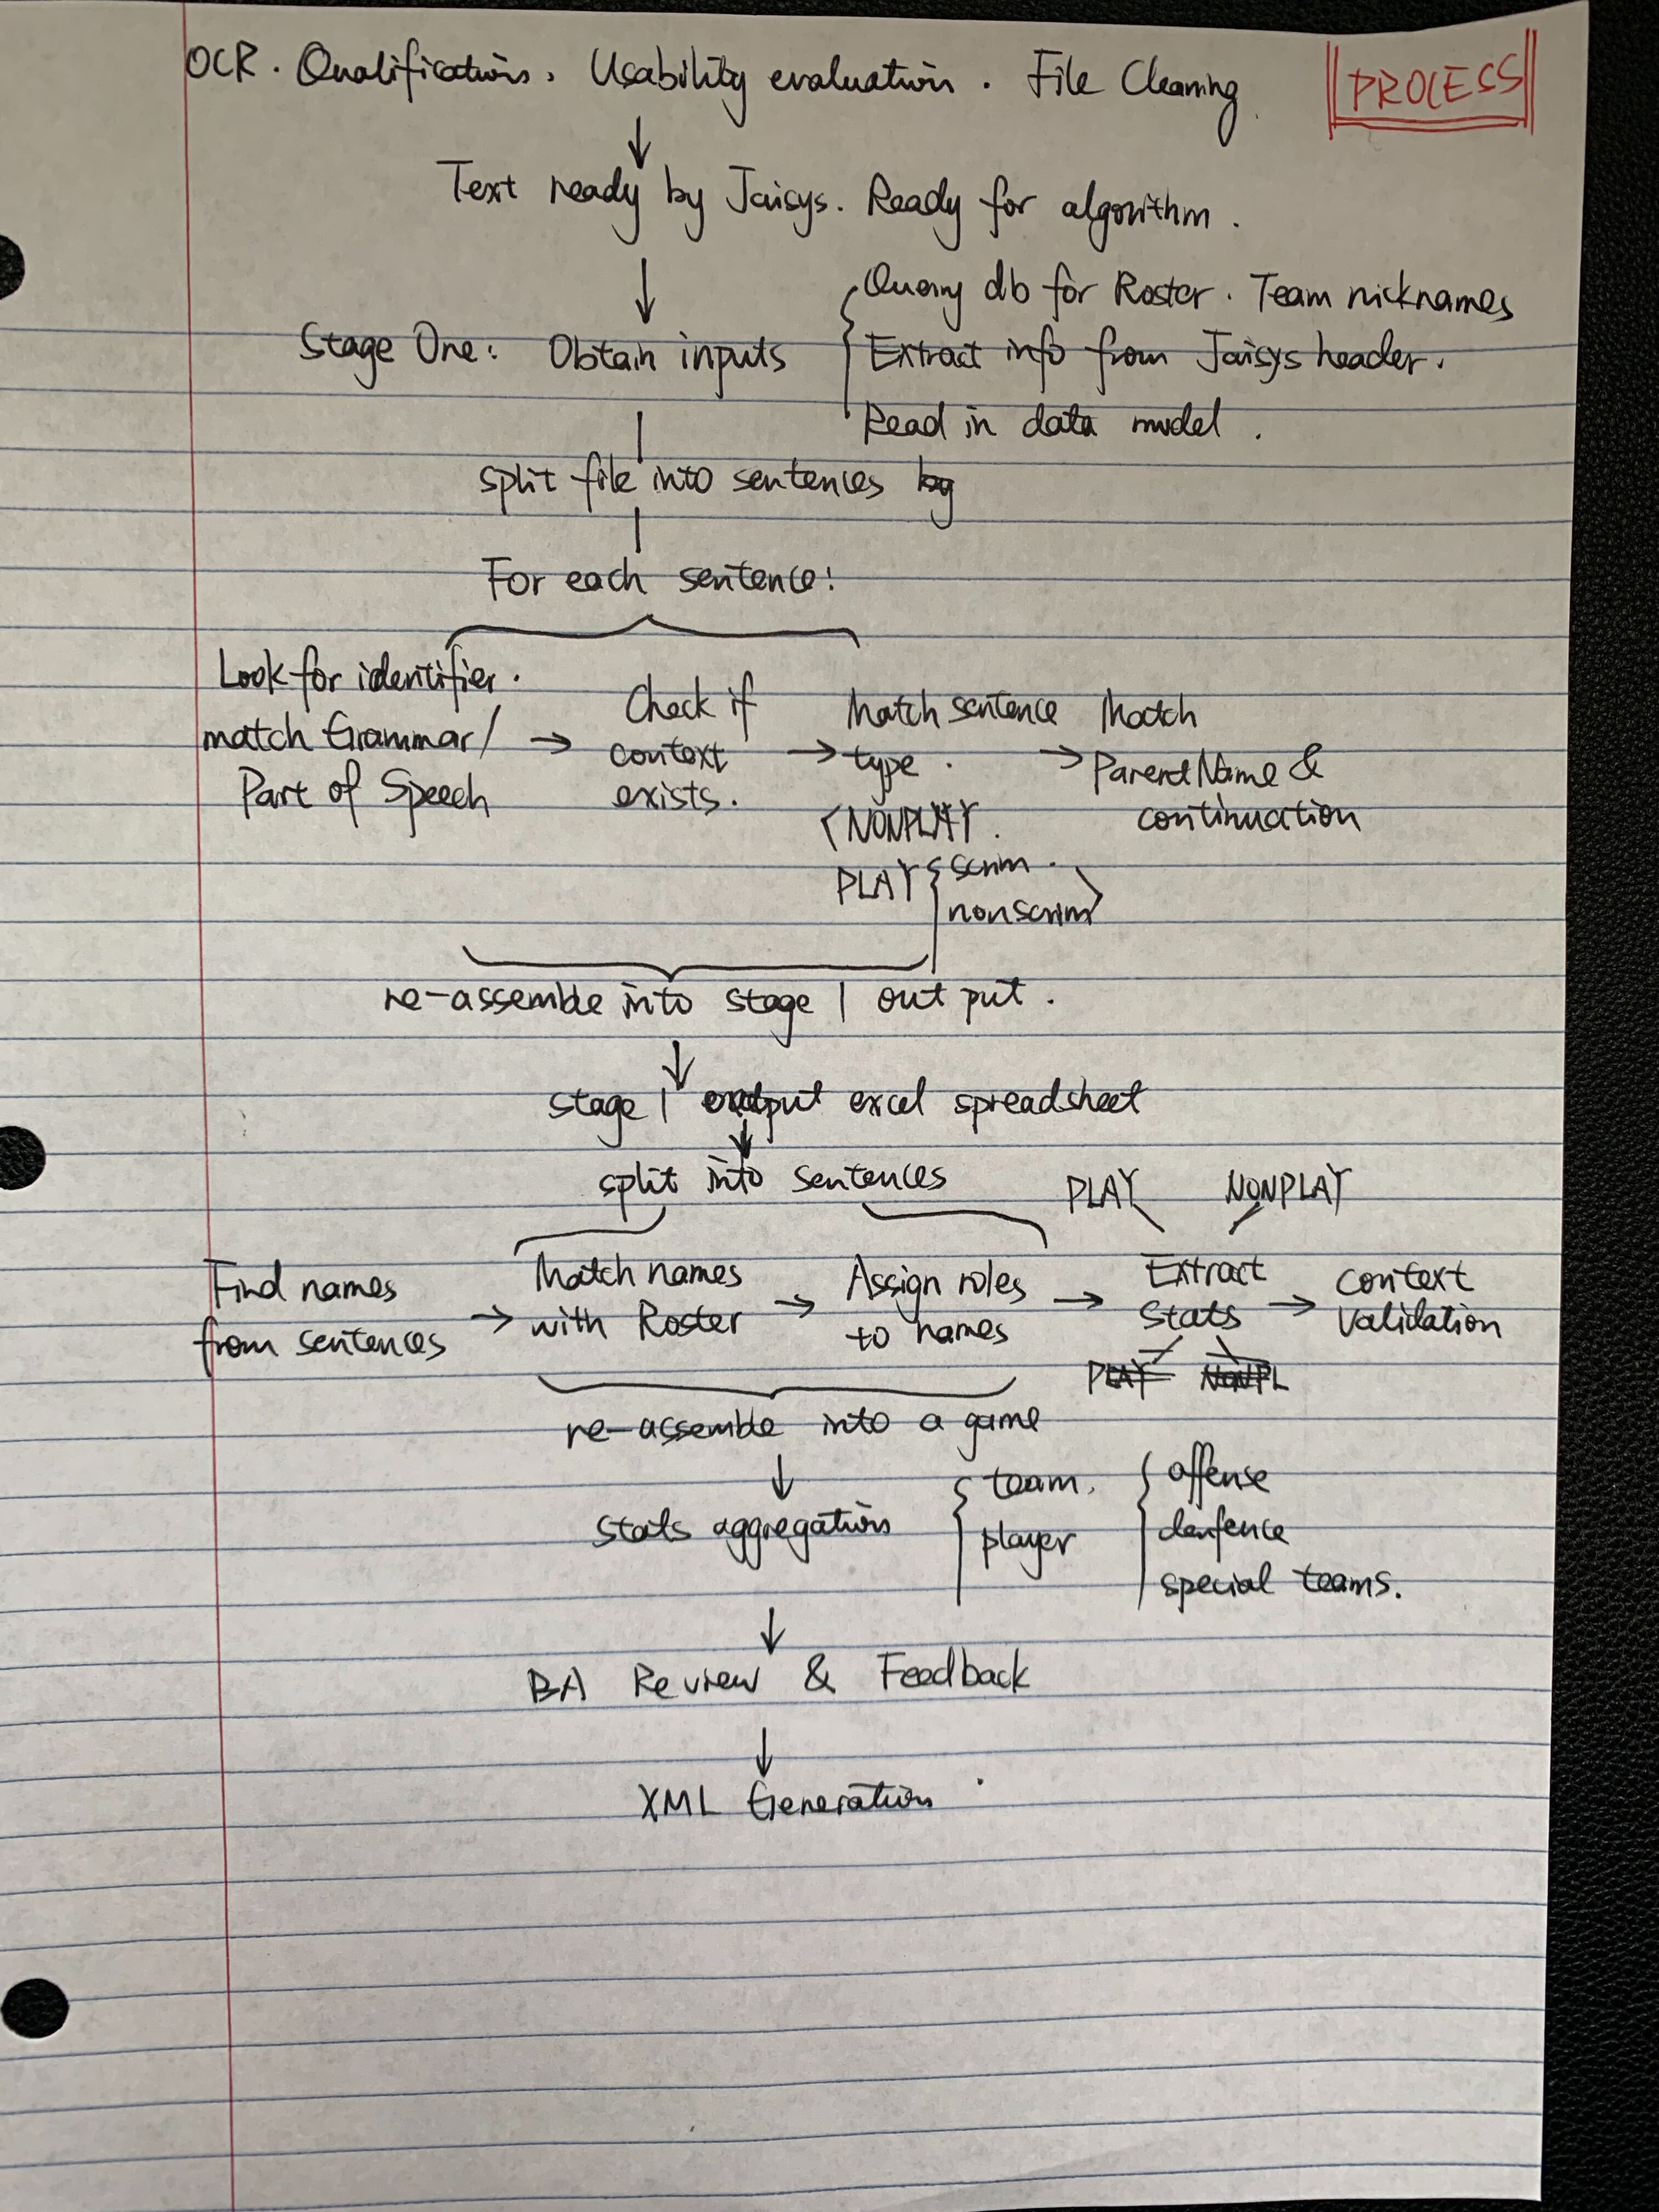 OCR. Qualifications. Usability evaluation. File Cleaning
PROCESS
Text ready by Jaisys. Ready for algorithm.
Query db for Roster. Team nicknames
Stage One: Obtain inputs
Extract info from Jaisys header.
Read in data model.
split file into sentences by
For each sentence:
Look for identifier.
match Grammar/
Part of Speech
→ Check if
context
exists.
→ Match sentence
type.
<NONPLAY.
PLAY { scrim.
nonscrim>
→ Match
Parent Name &
continuation
re-assemble into stage 1 output.
stage 1 output excel spreadsheet
split into sentences
PLAY NONPLAY
Find names
from sentences
→ Match names
with Roster
→ Assign roles
to names
→ Extract
Stats
→ context
validation
PLAY NONPL
re-assemble into a game
Stats aggregation
{ team.
player
{ offense
denfence
special teams.
BA Review & Feedback
XML Generation